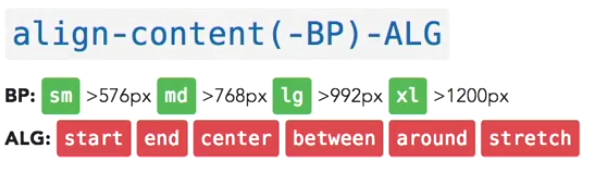 align-content(-BP)-ALG
BP: sm >576px md >768px lg >992px xl >1200px
ALG: start end center between around stretch